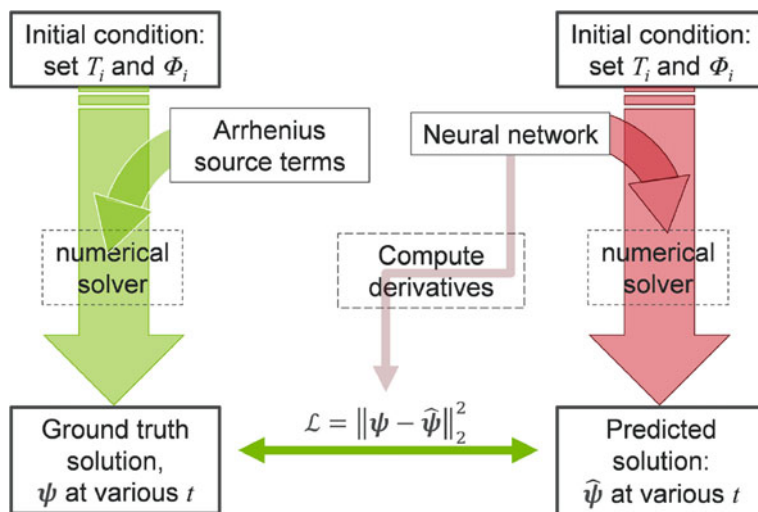 Initial condition:
set Tᵢ and Φᵢ
Initial condition:
set Tᵢ and Φᵢ
Arrhenius
source terms
Neural network
numerical
solver
Compute
derivatives
numerical
solver
ℒ = ‖𝝍 − 𝝍̂‖₂²
Ground truth
solution,
𝝍 at various t
Predicted
solution:
𝝍̂ at various t